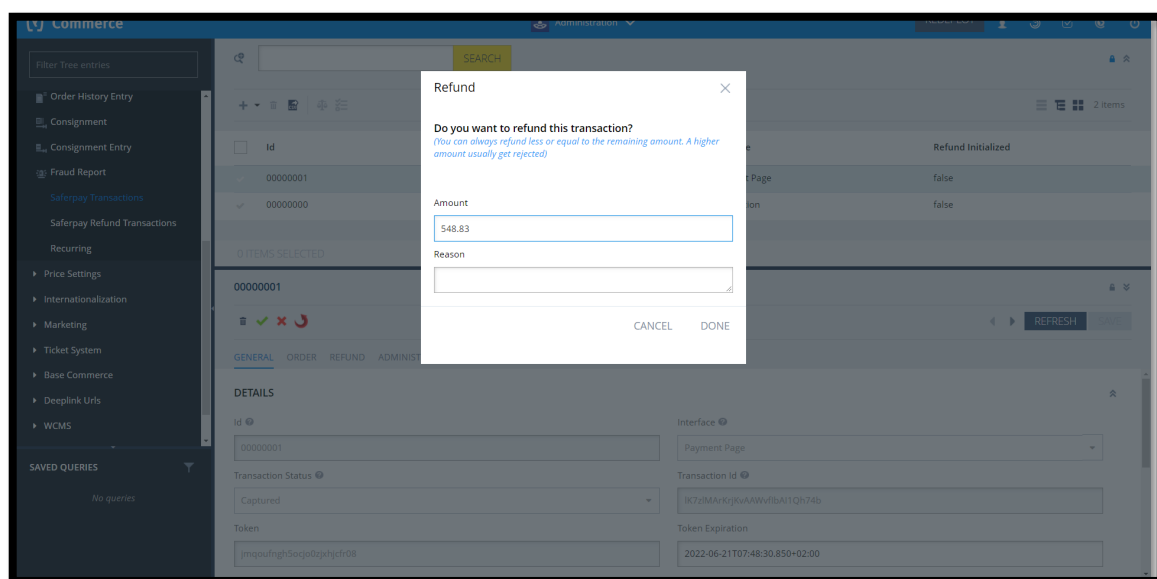 Commerce
Administration
Filter Tree entries
SEARCH
Order History Entry
Consignment
Consignment Entry
Fraud Report
Saferpay Transactions
Saferpay Refund Transactions
Recurring
Price Settings
Internationalization
Marketing
Ticket System
Base Commerce
Deeplink Urls
WCMS
SAVED QUERIES
No queries
2 items
Id
Refund Initialized
00000001
t Page
false
00000000
false
0 ITEMS SELECTED
Refund
Do you want to refund this transaction?
(You can always refund less or equal to the remaining amount. A higher
amount usually get rejected)
Amount
548.83
Reason
CANCEL DONE
00000001
REFRESH
GENERAL ORDER REFUND ADMINIST
DETAILS
Id
00000001
Interface
Payment Page
Transaction Status
Captured
Transaction Id
Token
Token Expiration
2022-06-21T07:48:30.850+02:00